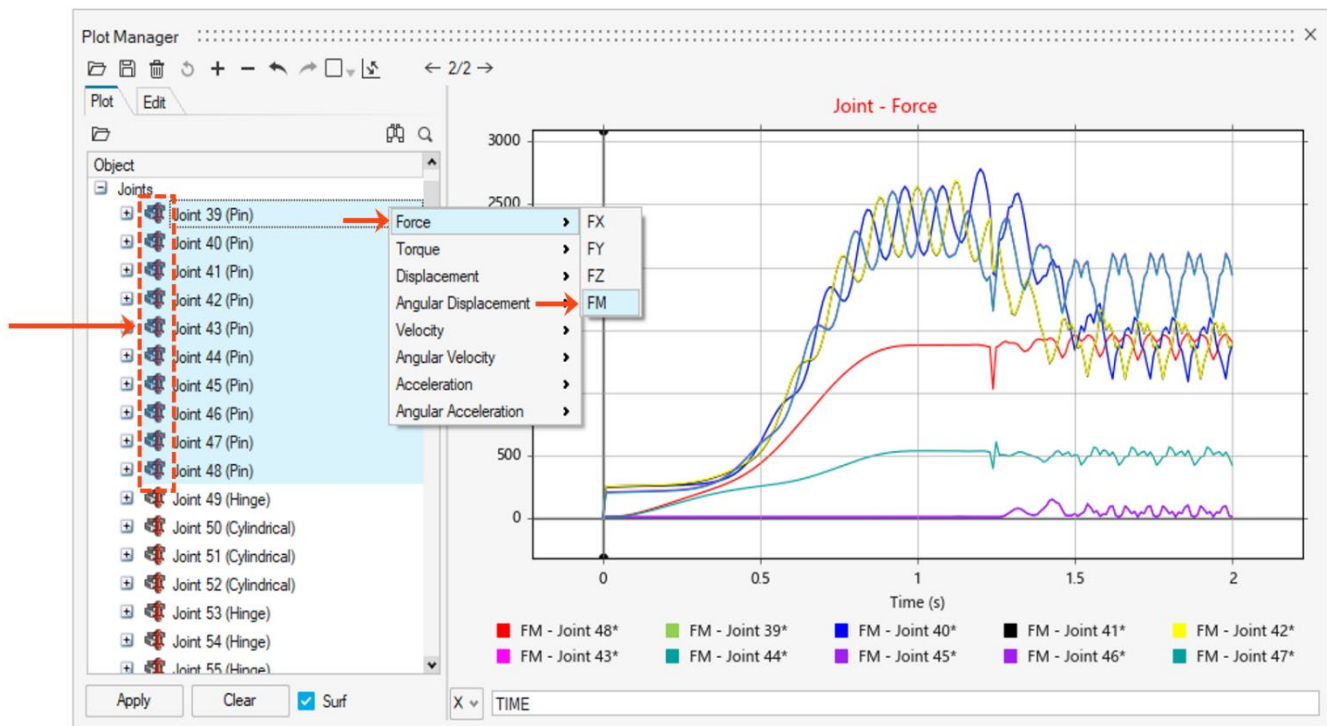 Plot Manager
2/2
Plot Edit
Joint - Force
Object
Joints
Joint 39 (Pin)
Joint 40 (Pin)
Joint 41 (Pin)
Joint 42 (Pin)
Joint 43 (Pin)
Joint 44 (Pin)
Joint 45 (Pin)
Joint 46 (Pin)
Joint 47 (Pin)
Joint 48 (Pin)
Joint 49 (Hinge)
Joint 50 (Cylindrical)
Joint 51 (Cylindrical)
Joint 52 (Cylindrical)
Joint 53 (Hinge)
Joint 54 (Hinge)
Joint 55 (Hinge)
Force
Torque
Displacement
Angular Displacement
Velocity
Angular Velocity
Acceleration
Angular Acceleration
FX
FY
FZ
FM
3000
2500
500
0
0 0.5 1 1.5 2
Time (s)
FM - Joint 48* FM - Joint 39* FM - Joint 40* FM - Joint 41* FM - Joint 42*
FM - Joint 43* FM - Joint 44* FM - Joint 45* FM - Joint 46* FM - Joint 47*
Apply Clear Surf X TIME